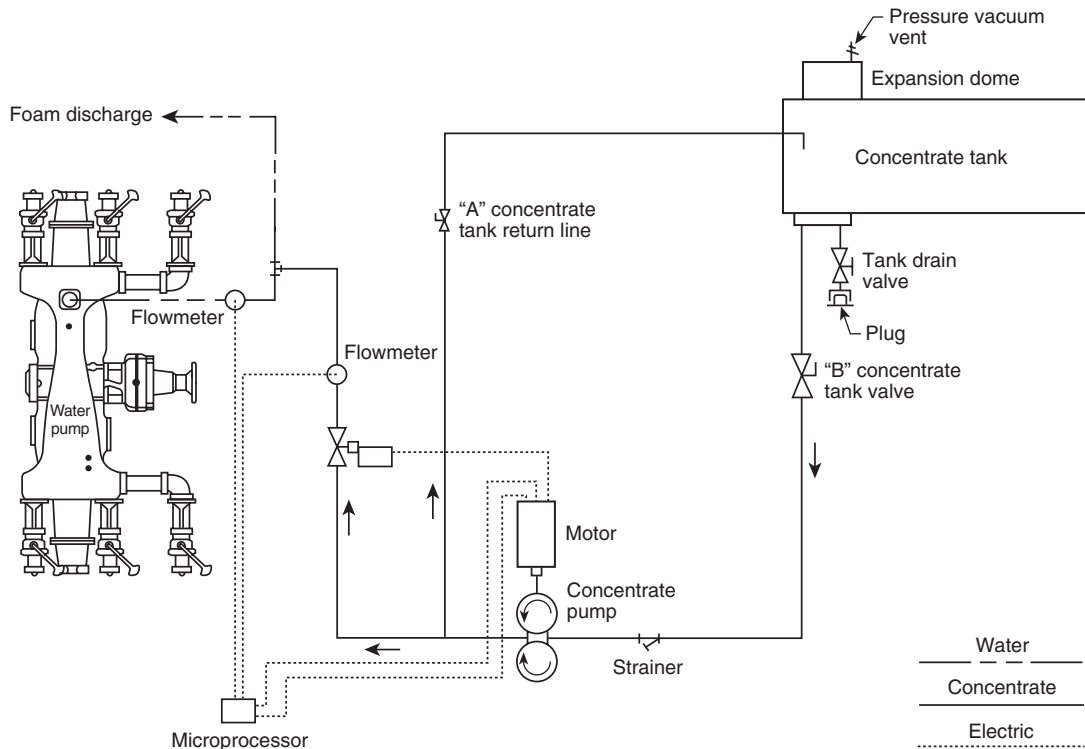 Pressure vacuum
vent
Expansion dome
Foam discharge
Concentrate tank
"A" concentrate
tank return line
Tank drain
valve
Flowmeter
Plug
Flowmeter
"B" concentrate
tank valve
Water
pump
Motor
Concentrate
pump
Strainer
Water
Concentrate
Electric
Microprocessor